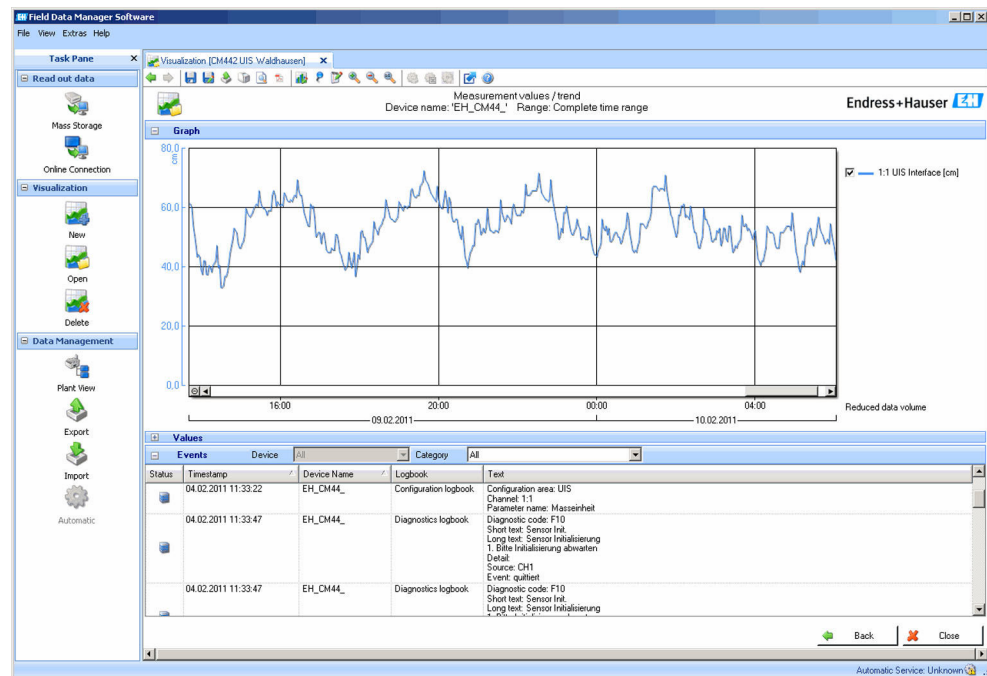 Field Data Manager Software
File View Extras Help
Task Pane
Read out data
Mass Storage
Online Connection
Visualization
New
Open
Delete
Data Management
Plant View
Export
Import
Automatic
Visualization [CM442 UIS Waldhausen]
Measurement values / trend
Device name: 'EH_CM44_' Range: Complete time range
Endress+Hauser EH
Graph
80,0
cm
60,0
40,0
20,0
0,0
1:1 UIS Interface [cm]
16:00 20:00 00:00 04:00
09.02.2011 10.02.2011
Reduced data volume
Values
Events Device All Category All
Status Timestamp Device Name Logbook Text
04.02.2011 11:33:22 EH_CM44_ Configuration logbook Configuration area: UIS
Channel: 1:1
Parameter name: Masseinheit
04.02.2011 11:33:47 EH_CM44_ Diagnostics logbook Diagnostic code: F10
Short text: Sensor Init.
Long text: Sensor Initialisierung
1. Bitte Initialisierung abwarten
Detail:
Source: CH1
Event: quittiert
04.02.2011 11:33:47 EH_CM44_ Diagnostics logbook Diagnostic code: F10
Short text: Sensor Init.
Long text: Sensor Initialisierung
Back Close
Automatic Service: Unknown